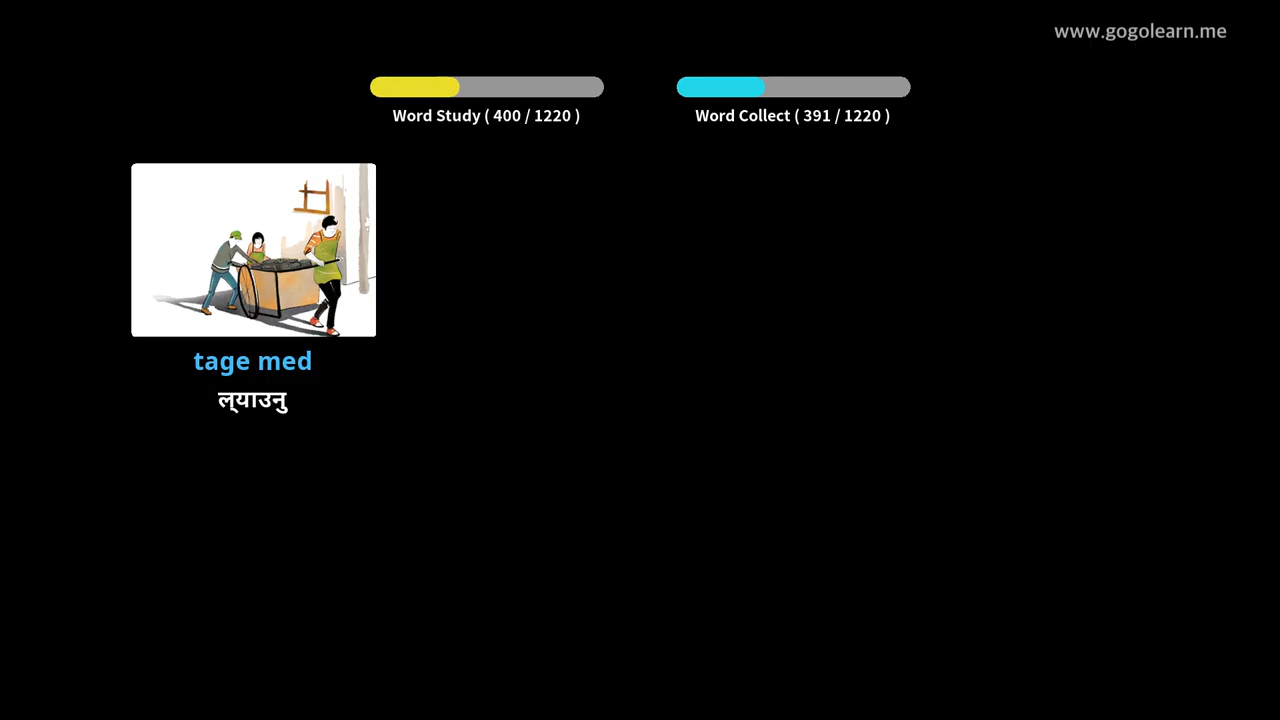 www.gogolearn.me
Word Study ( 400 / 1220 )
Word Collect ( 391 / 1220 )
tage med
ल्याउनु